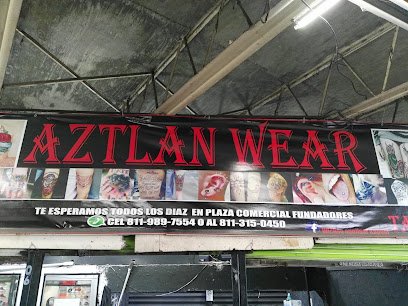 AZTLAN WEAR
TE ESPERAMOS TODOS LOS DIAZ EN PLAZA COMERCIAL FUNDADORES
CEL 811-989-7554 O AL 811-315-0450